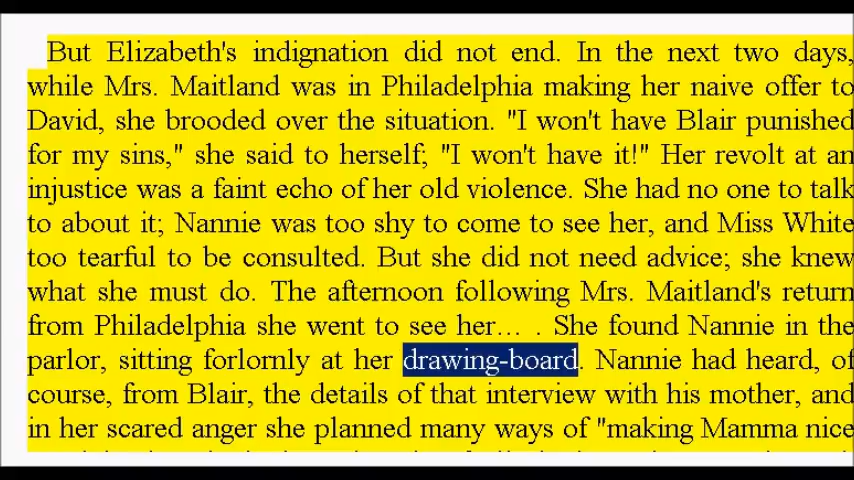 But Elizabeth's indignation did not end. In the next two days,
while Mrs. Maitland was in Philadelphia making her naive offer to
David, she brooded over the situation. "I won't have Blair punished
for my sins," she said to herself; "I won't have it!" Her revolt at an
injustice was a faint echo of her old violence. She had no one to talk
to about it; Nannie was too shy to come to see her, and Miss White
too tearful to be consulted. But she did not need advice; she knew
what she must do. The afternoon following Mrs. Maitland's return
from Philadelphia she went to see her... . She found Nannie in the
parlor, sitting forlornly at her drawing-board. Nannie had heard, of
course, from Blair, the details of that interview with his mother, and
in her scared anger she planned many ways of "making Mamma nice